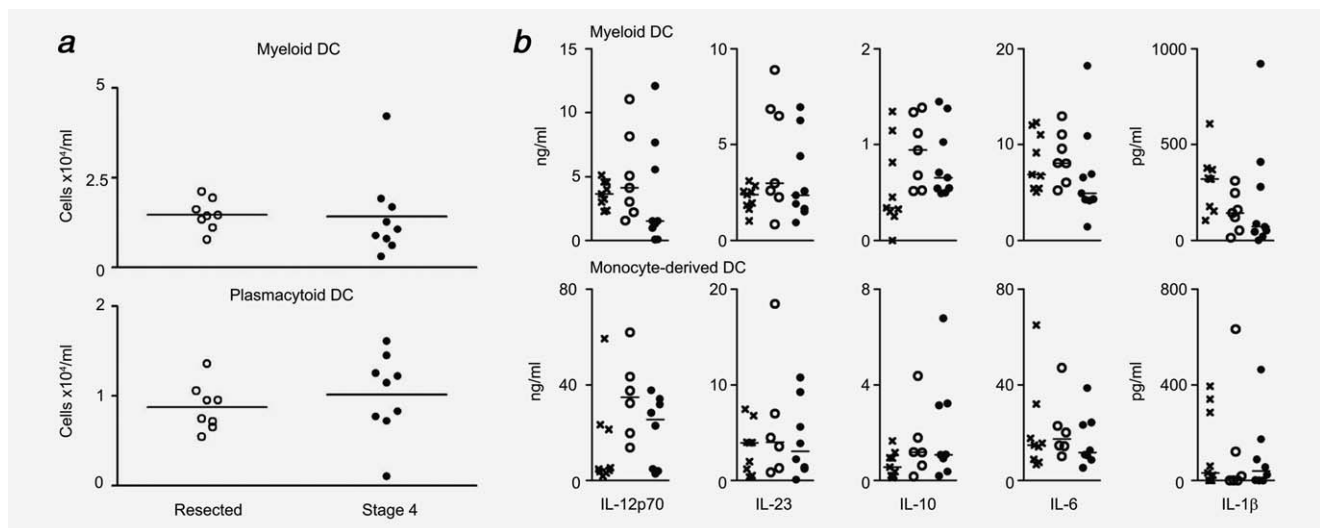 a
Myeloid DC
Cells x10⁴/ml
5
2.5
0
Plasmacytoid DC
Cells x10⁴/ml
2
1
0
Resected Stage 4
b
Myeloid DC
ng/ml
15
10
5
0
9
6
3
0
2
1
0
20
10
0
pg/ml
1000
500
0
Monocyte-derived DC
ng/ml
80
40
0
20
10
0
8
4
0
80
40
0
pg/ml
800
400
0
IL-12p70 IL-23 IL-10 IL-6 IL-1β